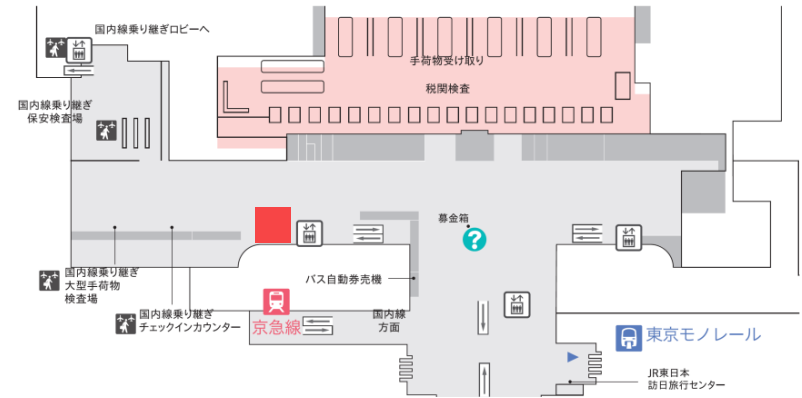 国内線乗り継ぎロビーへ
手荷物受け取り
税関検査
国内線乗り継ぎ
保安検査場
募金箱
?
国内線乗り継ぎ
大型手荷物
検査場
バス自動券売機
国内線乗り継ぎ
チェックインカウンター
京急線
国内線
方面
東京モノレール
JR東日本
訪日旅行センター